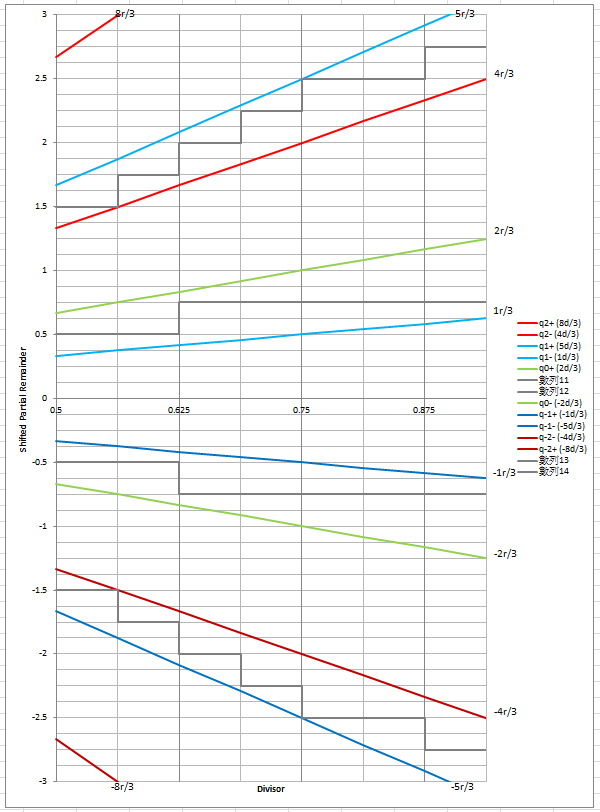 8r/3
5r/3
3
4r/3
2.5
2
1.5
2r/3
1
1r/3
0.5
0
0.5
0.625
0.75
0.875
-0.5
-1r/3
-1
-2r/3
-1.5
-2
-2.5
-4r/3
-3
-8r/3
-5r/3
Shifted Partial Remainder
Divisor
q2+ (8d/3)
q2- (4d/3)
q1+ (5d/3)
q1- (1d/3)
q0+ (2d/3)
數列11
數列12
q0- (-2d/3)
q-1+ (-1d/3)
q-1- (-5d/3)
q-2- (-4d/3)
q-2+ (-8d/3)
數列13
數列14